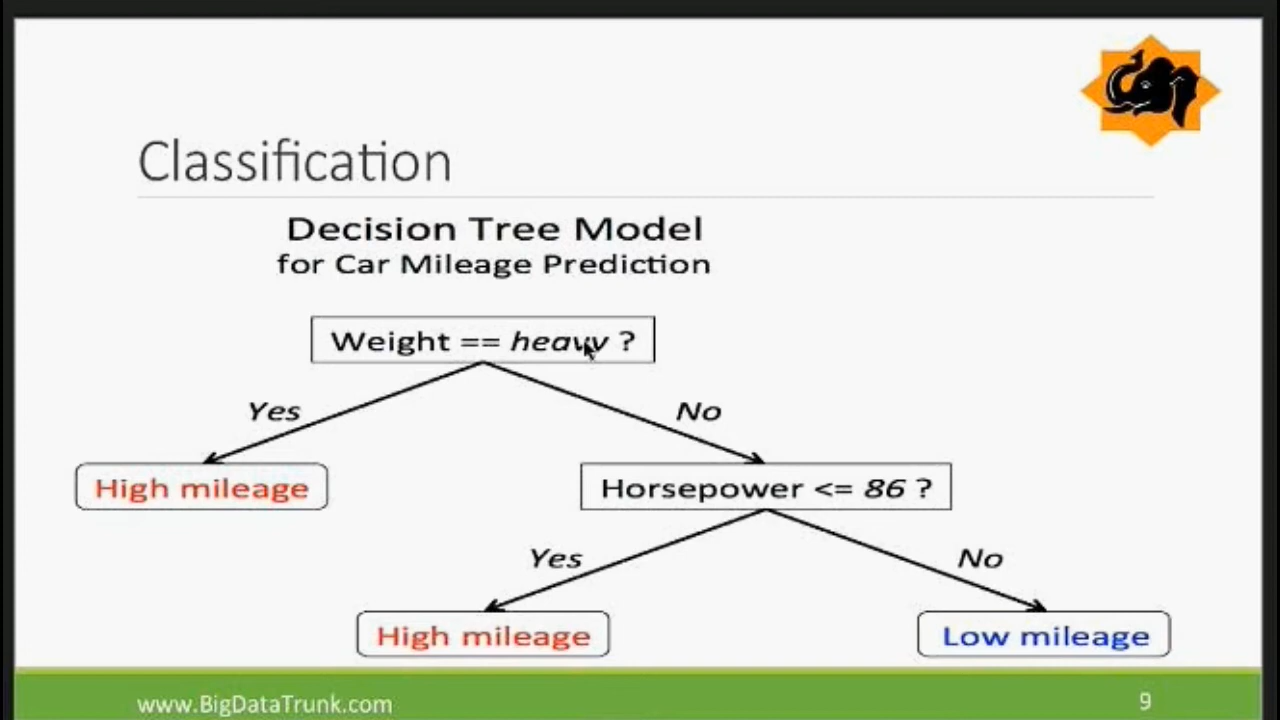 Classification
Decision Tree Model
for Car Mileage Prediction
Weight == heavy ?
Yes
No
High mileage
Horsepower <= 86 ?
Yes
No
High mileage
Low mileage
www.BigDataTrunk.com
9